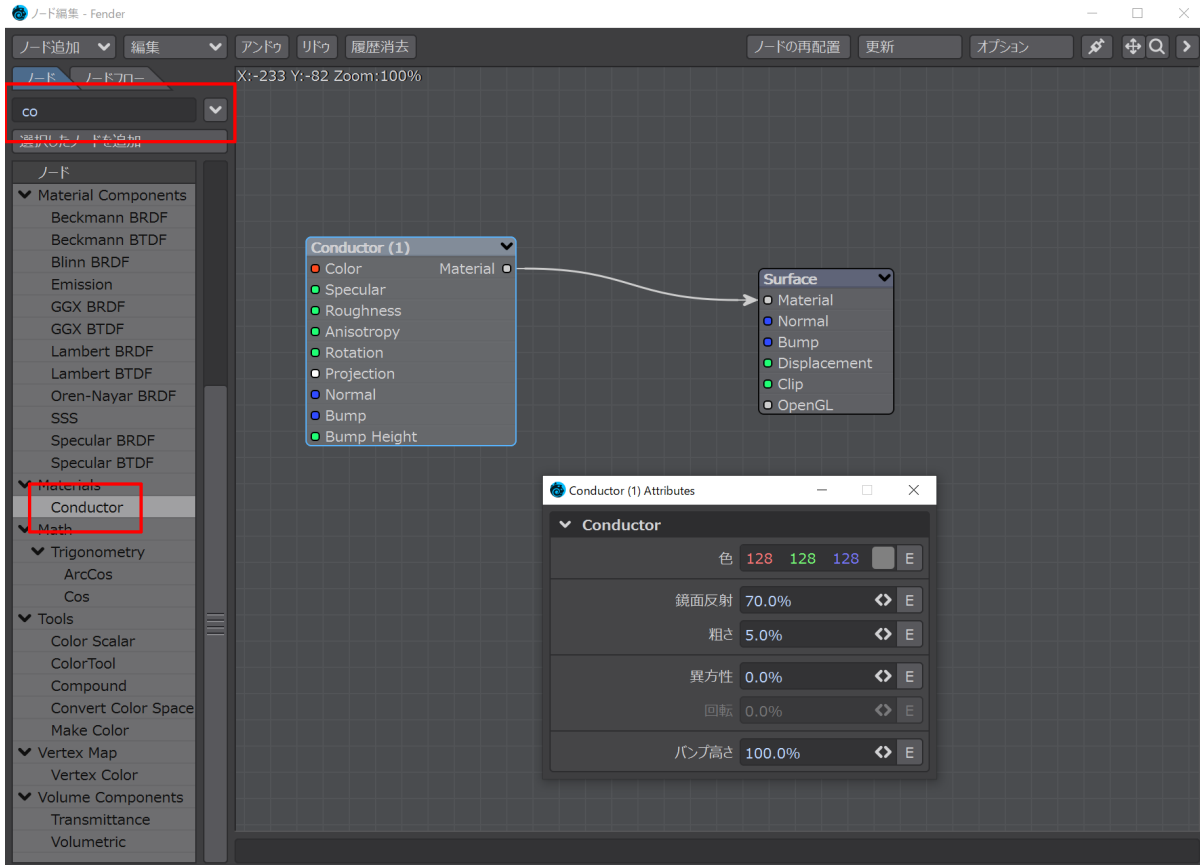 ノード編集 - Fender
ノード追加 編集 アンドゥ リドゥ 履歴消去 ノードの再配置 更新 オプション
ノード ノードフロー
X:-233 Y:-82 Zoom:100%
co
選択したノードを追加
ノード
Material Components
Beckmann BRDF
Beckmann BTDF
Blinn BRDF
Emission
GGX BRDF
GGX BTDF
Lambert BRDF
Lambert BTDF
Oren-Nayar BRDF
SSS
Specular BRDF
Specular BTDF
Materials
Conductor
Math
Trigonometry
ArcCos
Cos
Tools
Color Scalar
ColorTool
Compound
Convert Color Space
Make Color
Vertex Map
Vertex Color
Volume Components
Transmittance
Volumetric
Conductor (1)
Color Material
Specular
Roughness
Anisotropy
Rotation
Projection
Normal
Bump
Bump Height
Surface
Material
Normal
Bump
Displacement
Clip
OpenGL
Conductor (1) Attributes
Conductor
色 128 128 128 E
鏡面反射 70.0% E
粗さ 5.0% E
異方性 0.0% E
回転 0.0% E
バンプ高さ 100.0% E